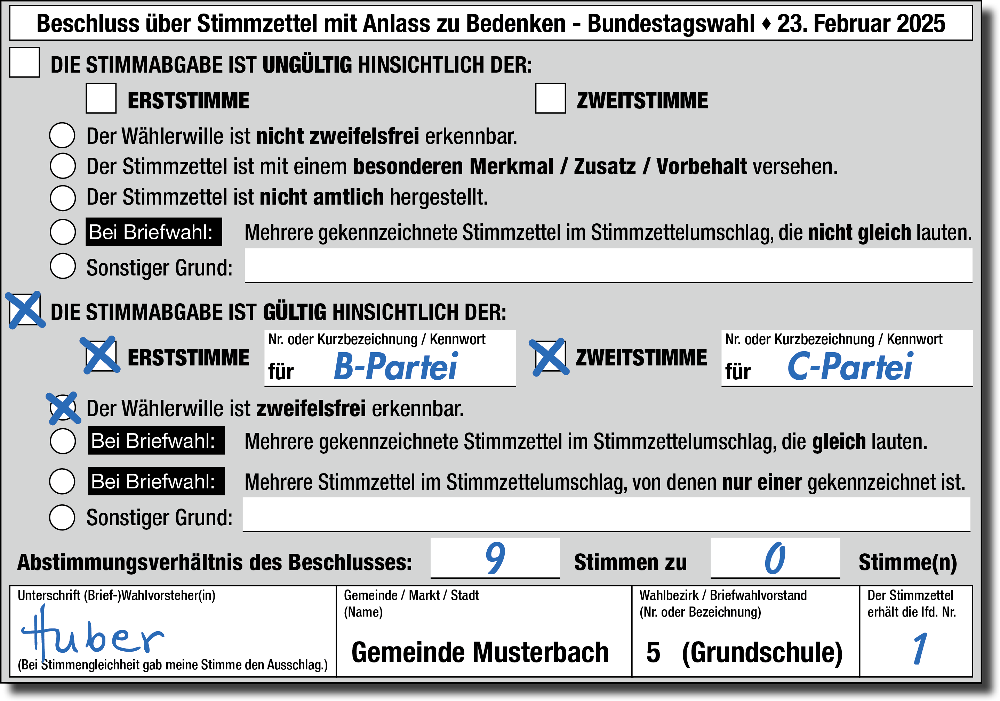 Beschluss über Stimmzettel mit Anlass zu Bedenken - Bundestagswahl ♦ 23. Februar 2025
DIE STIMMABGABE IST UNGÜLTIG HINSICHTLICH DER:
ERSTSTIMME ZWEITSTIMME
Der Wählerwille ist nicht zweifelsfrei erkennbar.
Der Stimmzettel ist mit einem besonderen Merkmal / Zusatz / Vorbehalt versehen.
Der Stimmzettel ist nicht amtlich hergestellt.
Bei Briefwahl: Mehrere gekennzeichnete Stimmzettel im Stimmzettelumschlag, die nicht gleich lauten.
Sonstiger Grund:
DIE STIMMABGABE IST GÜLTIG HINSICHTLICH DER:
Nr. oder Kurzbezeichnung / Kennwort Nr. oder Kurzbezeichnung / Kennwort
ERSTSTIMME für B-Partei ZWEITSTIMME für C-Partei
Der Wählerwille ist zweifelsfrei erkennbar.
Bei Briefwahl: Mehrere gekennzeichnete Stimmzettel im Stimmzettelumschlag, die gleich lauten.
Bei Briefwahl: Mehrere Stimmzettel im Stimmzettelumschlag, von denen nur einer gekennzeichnet ist.
Sonstiger Grund:
Abstimmungsverhältnis des Beschlusses: 9 Stimmen zu 0 Stimme(n)
Unterschrift (Brief-)Wahlvorsteher(in)
Huber
(Bei Stimmengleichheit gab meine Stimme den Ausschlag.)
Gemeinde / Markt / Stadt
(Name)
Gemeinde Musterbach
Wahlbezirk / Briefwahlvorstand
(Nr. oder Bezeichnung)
5 (Grundschule)
Der Stimmzettel
erhält die lfd. Nr.
1